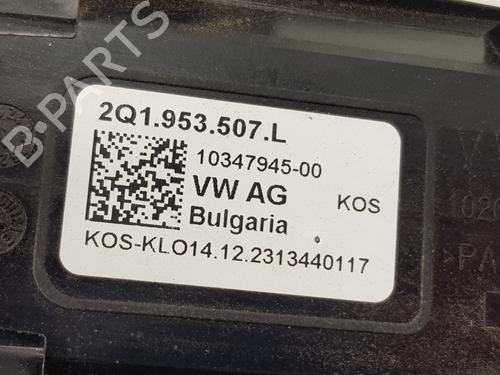 B-PARTS
2Q1.953.507.L
10347945-00
VW AG
KOS
Bulgaria
KOS-KLO14.12.2313440117